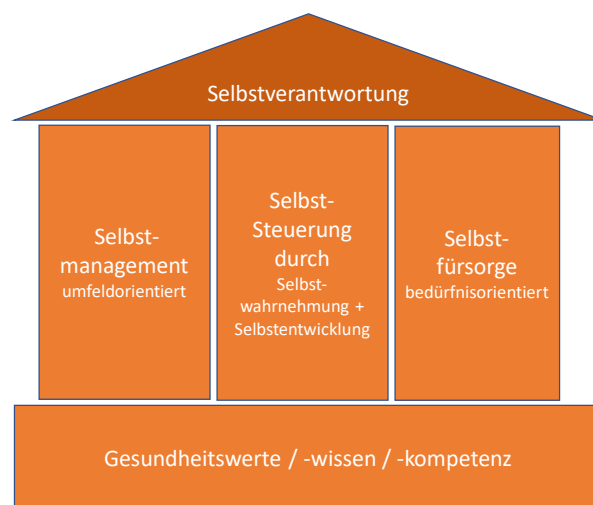 Selbstverantwortung
Selbst-
management
umfeldorientiert
Selbst-
Steuerung
durch
Selbst-
wahrnehmung +
Selbstentwicklung
Selbst-
fürsorge
bedürfnisorientiert
Gesundheitswerte / -wissen / -kompetenz